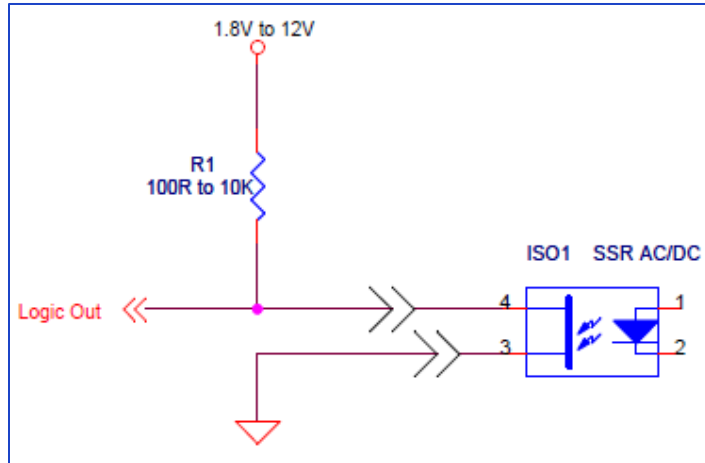 1.8V to 12V
R1
100R to 10K
ISO1 SSR AC/DC
Logic Out
4
1
3
2